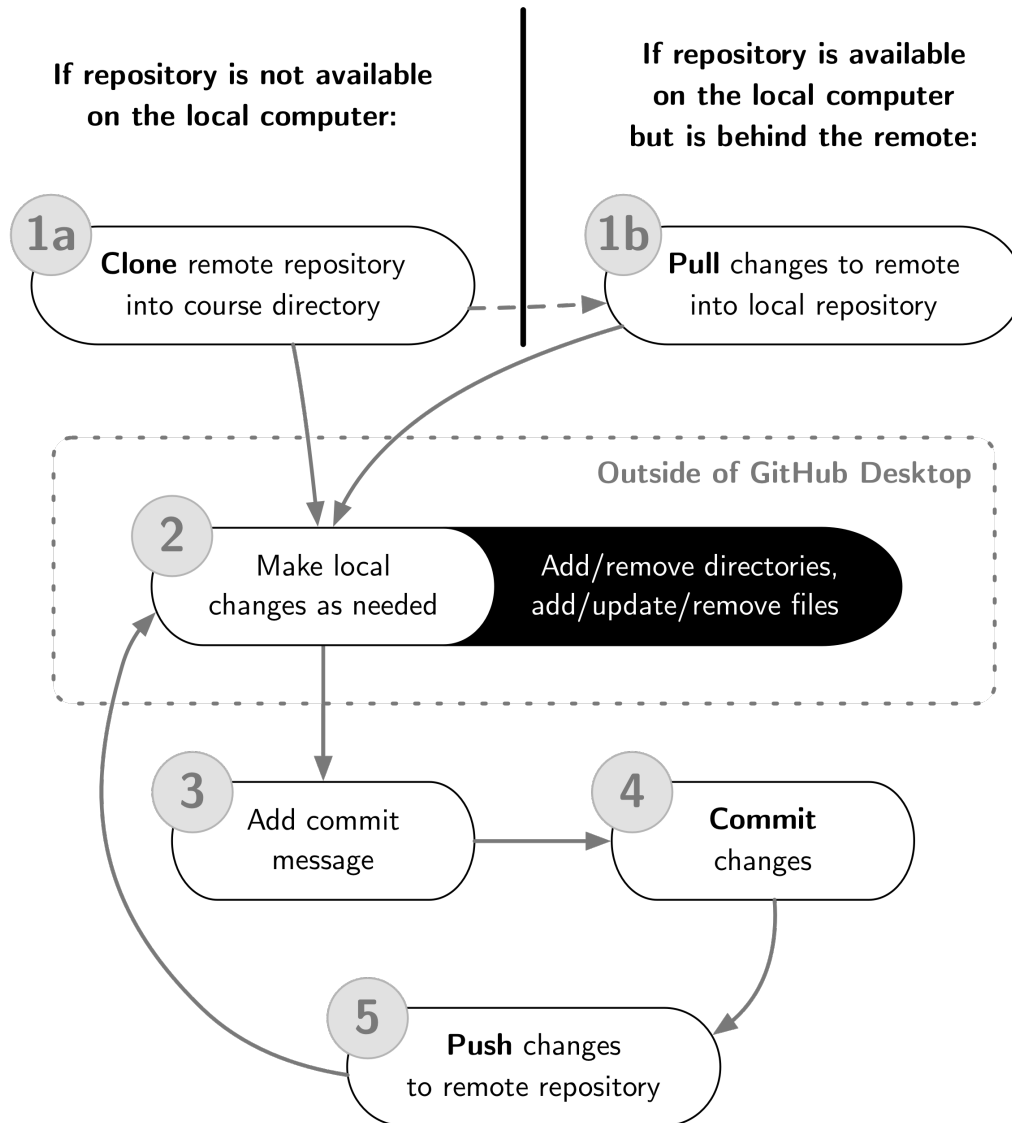 If repository is not available
on the local computer:
If repository is available
on the local computer
but is behind the remote:
1a
Clone remote repository
into course directory
1b
Pull changes to remote
into local repository
Outside of GitHub Desktop
2
Make local
changes as needed
Add/remove directories,
add/update/remove files
3
Add commit
message
4
Commit
changes
5
Push changes
to remote repository